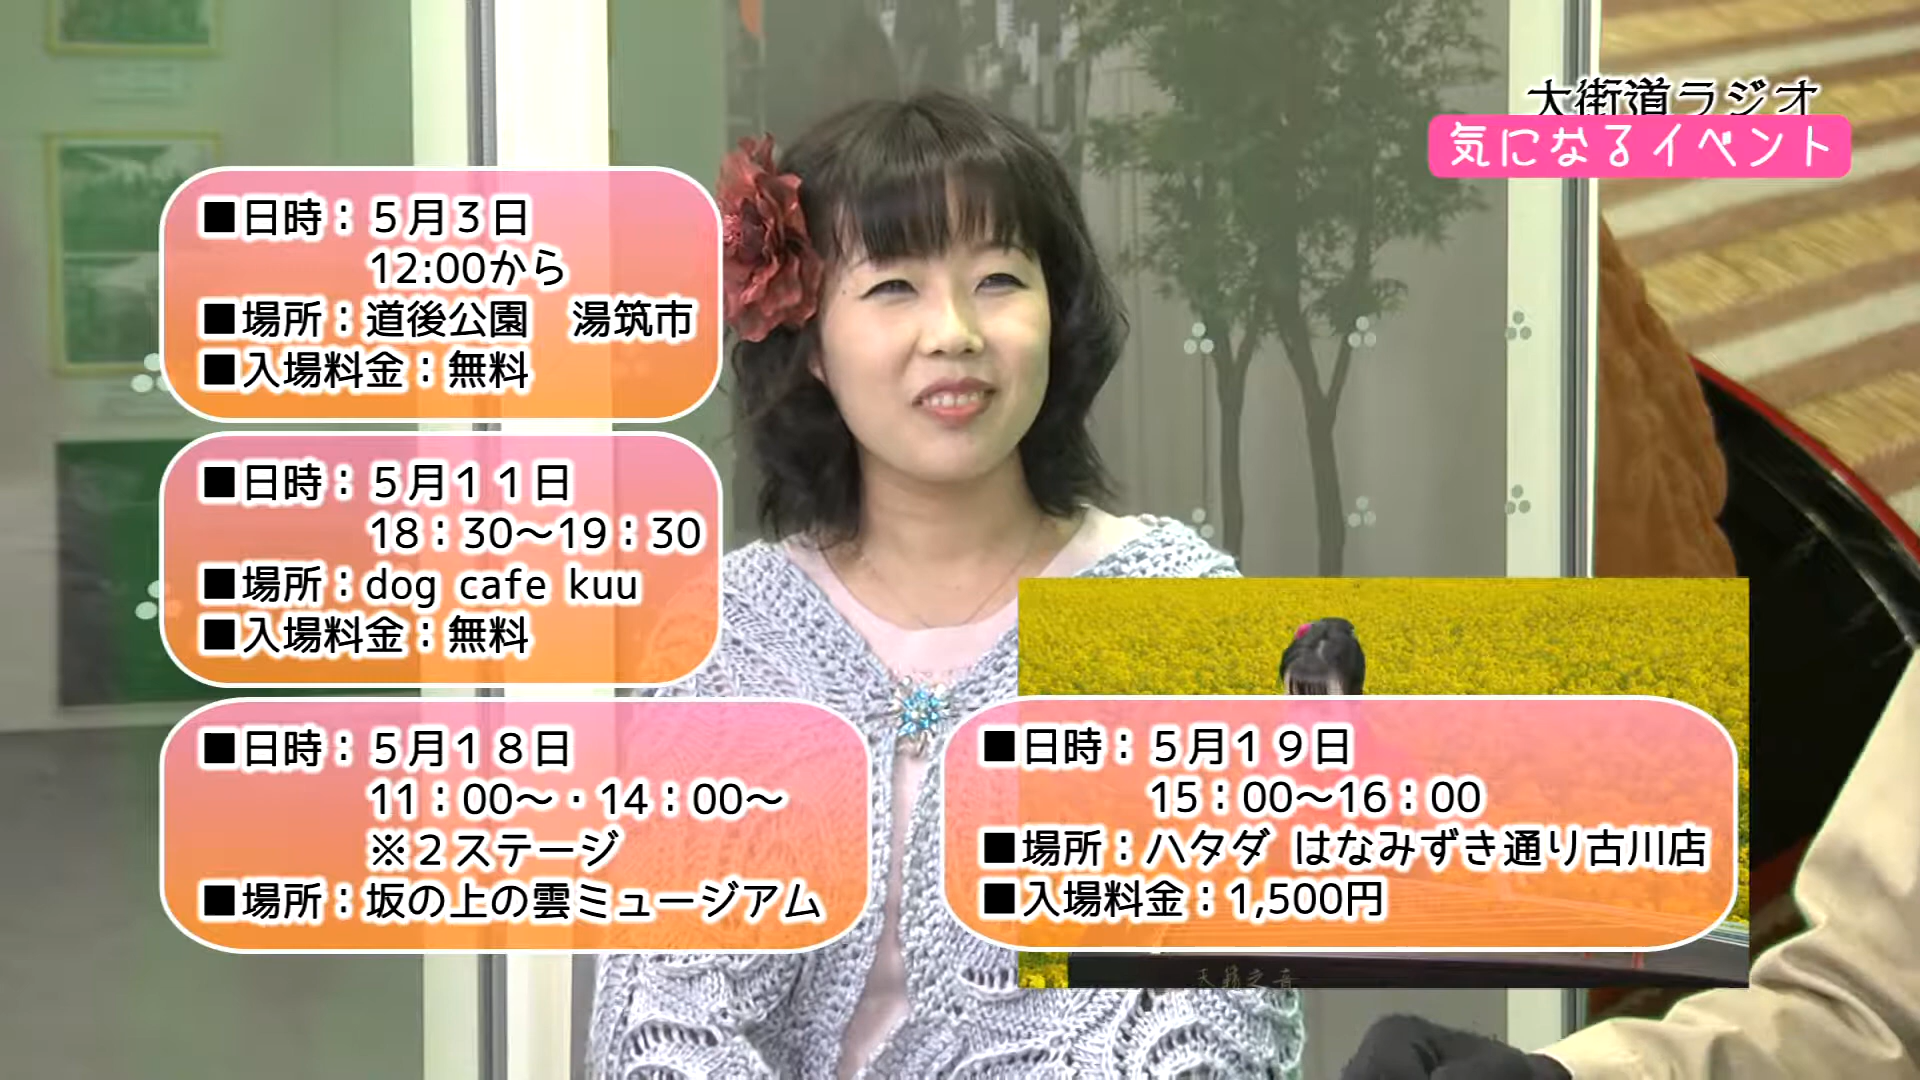 大街道ラジオ
気になるイベント
■日時：５月３日
12:00から
■場所：道後公園　湯筑市
■入場料金：無料
■日時：５月１１日
18：30～19：30
■場所：dog cafe kuu
■入場料金：無料
■日時：５月１８日
11：00～・14：00～
※２ステージ
■場所：坂の上の雲ミュージアム
■日時：５月１９日
15：00～16：00
■場所：ハタダ はなみずき通り古川店
■入場料金：1,500円
天籟之音